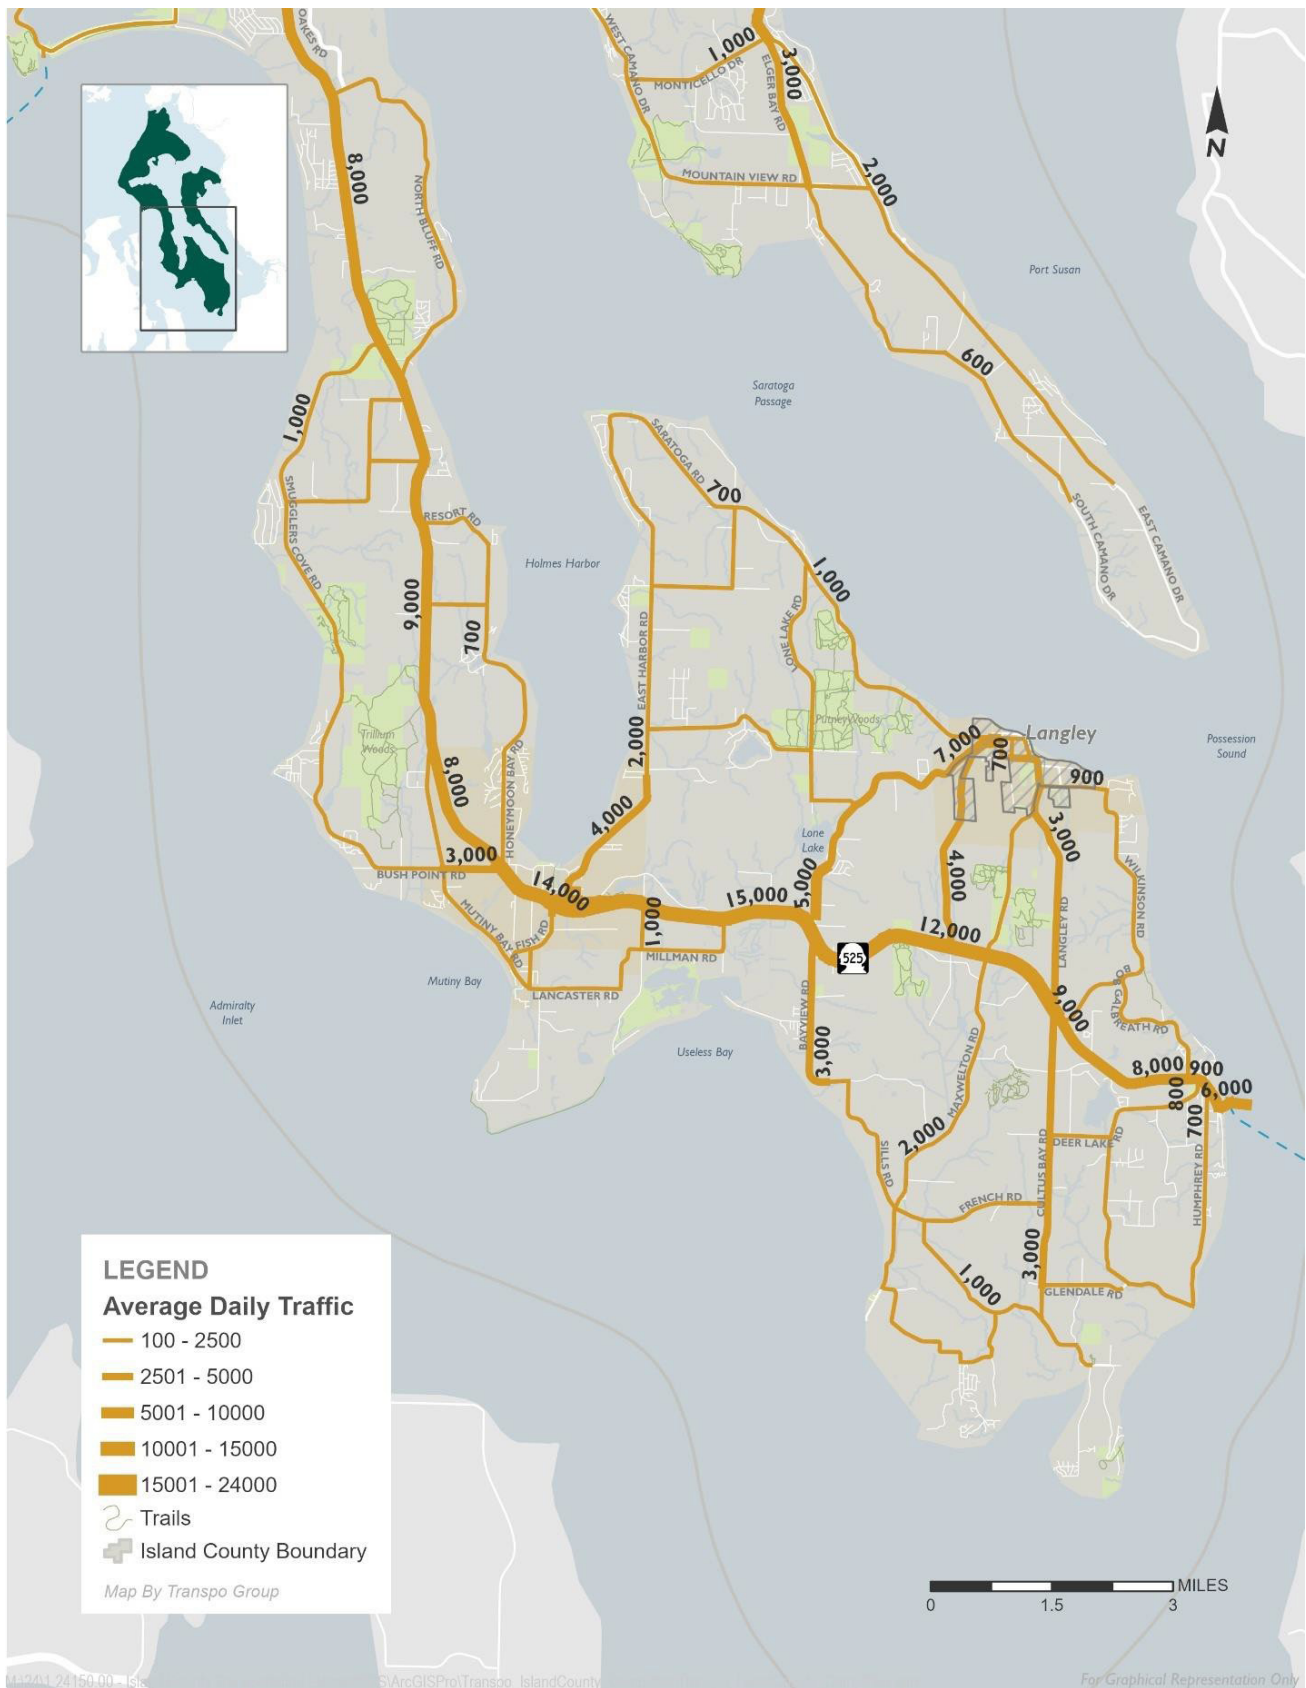 OAKES RD
WEST CAMANO DR
1,000
MONTICELLO DR
3,000
ELGER BAY RD
N
8,000
NORTH BLUFF RD
MOUNTAIN VIEW RD
2,000
Port Susan
600
Saratoga
Passage
1,000
SARATOGA RD
700
SMUGGLERS COVE RD
RESORT RD
SOUTH CAMANO DR
EAST CAMANO DR
Holmes Harbor
1,000
9,000
700
LONE LAKE RD
EAST HARBOR RD
Trillium
Woods
Putney Woods
Langley
7,000
700
900
Possession
Sound
2,000
8,000
HONEYMOON BAY RD
4,000
Lone
Lake
3,000
3,000
BUSH POINT RD
4,000
WILKINSON RD
14,000
15,000
5,000
12,000
LANGLEY RD
MUTINY BAY RD
FISH RD
1,000
MILLMAN RD
525
Mutiny Bay
LANCASTER RD
BAYVIEW RD
9,000
BOB GALBREATH RD
Admiralty
Inlet
Useless Bay
3,000
MAXWELTON RD
8,000
900
800
6,000
700
2,000
SILLS RD
DEER LAKE RD
CULTUS BAY RD
HUMPHREY RD
FRENCH RD
3,000
1,000
GLENDALE RD
LEGEND
Average Daily Traffic
100 - 2500
2501 - 5000
5001 - 10000
10001 - 15000
15001 - 24000
Trails
Island County Boundary
Map By Transpo Group
MILES
0 1.5 3
For Graphical Representation Only